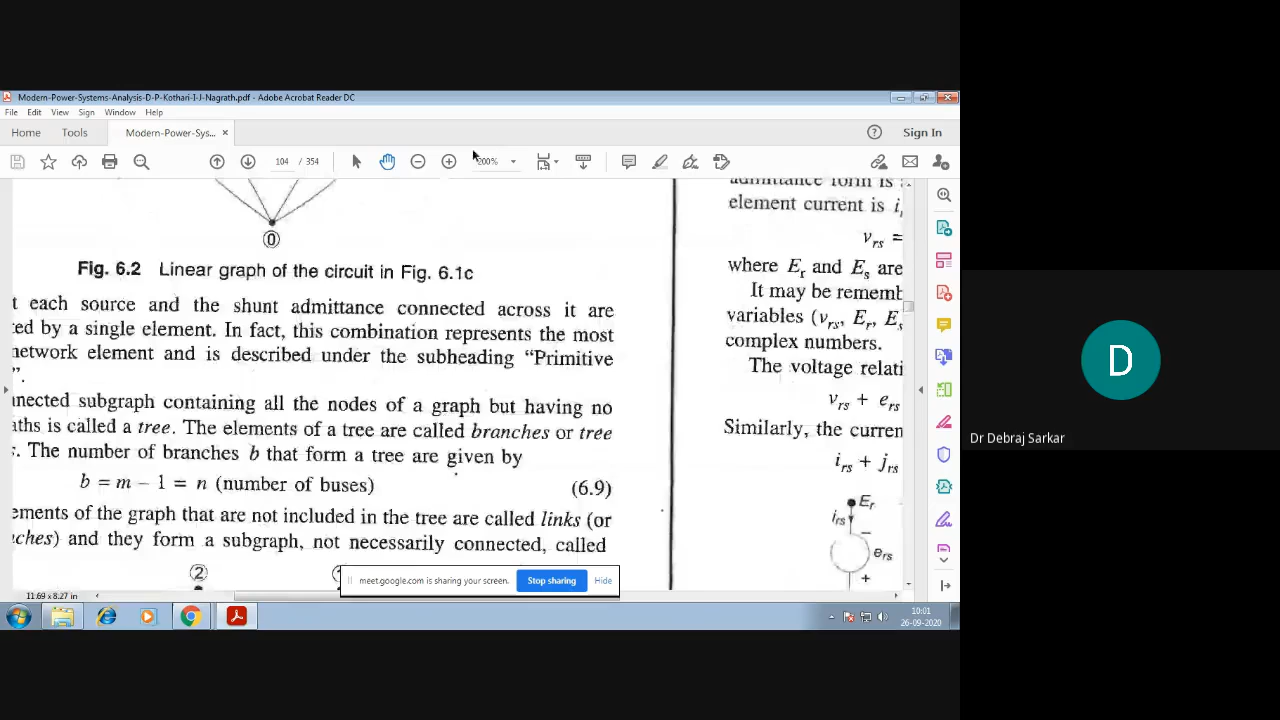 Modern-Power-Systems-Analysis-D-P-Kothari-I-J-Nagrath.pdf - Adobe Acrobat Reader DC
File Edit View Sign Window Help
Home Tools Modern-Power-Sys... × ? Sign In
104 / 354 200%
0
Fig. 6.2 Linear graph of the circuit in Fig. 6.1c
t each source and the shunt admittance connected across it are
ted by a single element. In fact, this combination represents the most
network element and is described under the subheading “Primitive
”.
nnected subgraph containing all the nodes of a graph but having no
ths is called a tree. The elements of a tree are called branches or tree
s. The number of branches b that form a tree are given by
b = m − 1 = n (number of buses) (6.9)
ements of the graph that are not included in the tree are called links (or
ches) and they form a subgraph, not necessarily connected, called
2
admittance form is
element current is i
v_rs =
where E_r and E_s are
It may be rememb
variables (v_rs, E_r, E_s
complex numbers.
The voltage relati
v_rs + e_rs
Similarly, the curren
i_rs + j_rs
E_r
i_rs
−
e_rs
+
meet.google.com is sharing your screen. Stop sharing Hide
11.69 x 8.27 in
10:01
26-09-2020
D
Dr Debraj Sarkar